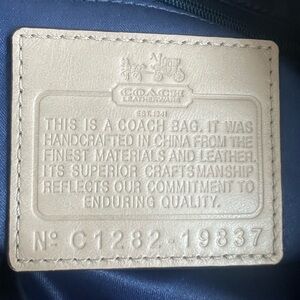 COACH
LEATHERWARE
EST. 1941
THIS IS A COACH BAG. IT WAS
HANDCRAFTED IN CHINA FROM THE
FINEST MATERIALS AND LEATHER.
ITS SUPERIOR CRAFTSMANSHIP
REFLECTS OUR COMMITMENT TO
ENDURING QUALITY.
Nº C1282-19837